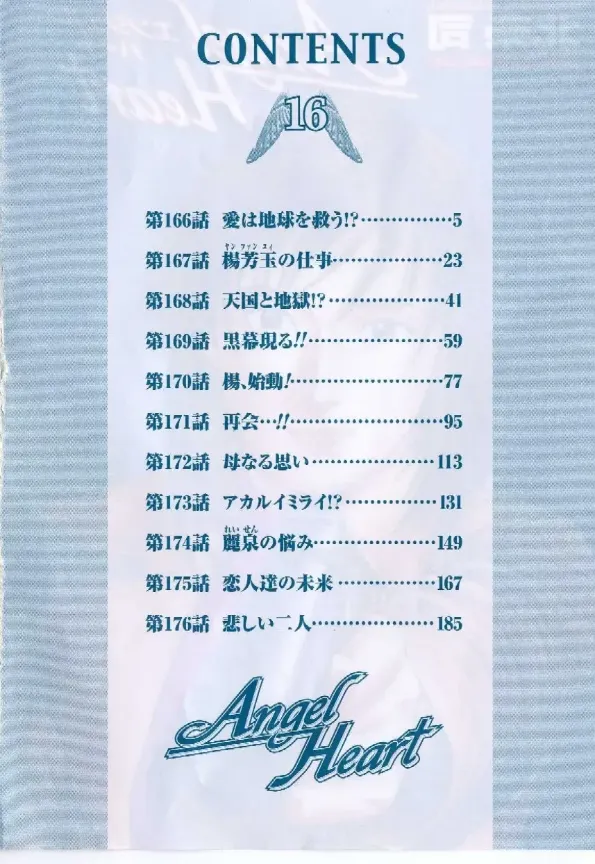 CONTENTS
16
第166話 愛は地球を救う!?……………5
第167話 楊芳玉の仕事………………23
ヤン ファン ユィ
第168話 天国と地獄!?………………41
第169話 黒幕現る!!…………………59
第170話 楊、始動!……………………77
第171話 再会…!!……………………95
第172話 母なる思い…………………113
第173話 アカルイミライ!?……………131
第174話 麗泉の悩み…………………149
れい せん
第175話 恋人達の未来………………167
第176話 悲しい二人…………………185
Angel
Heart